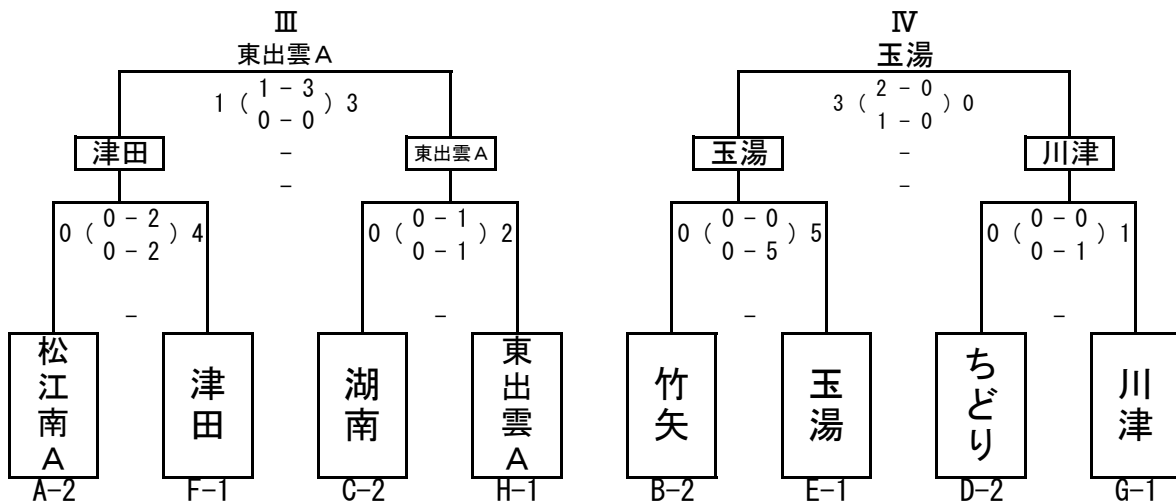 Ⅲ Ⅳ
東出雲A 玉湯
1 - 3 2 - 0
1 ( ) 3 3 ( ) 0
0 - 0 1 - 0
津田 - 東出雲A 玉湯 - 川津
- -
0 - 2 0 - 1 0 - 0 0 - 0
0 ( ) 4 0 ( ) 2 0 ( ) 5 0 ( ) 1
0 - 2 0 - 1 0 - 5 0 - 1
- - - -
松江南A 津田 湖南 東出雲A 竹矢 玉湯 ちどり 川津
A-2 F-1 C-2 H-1 B-2 E-1 D-2 G-1